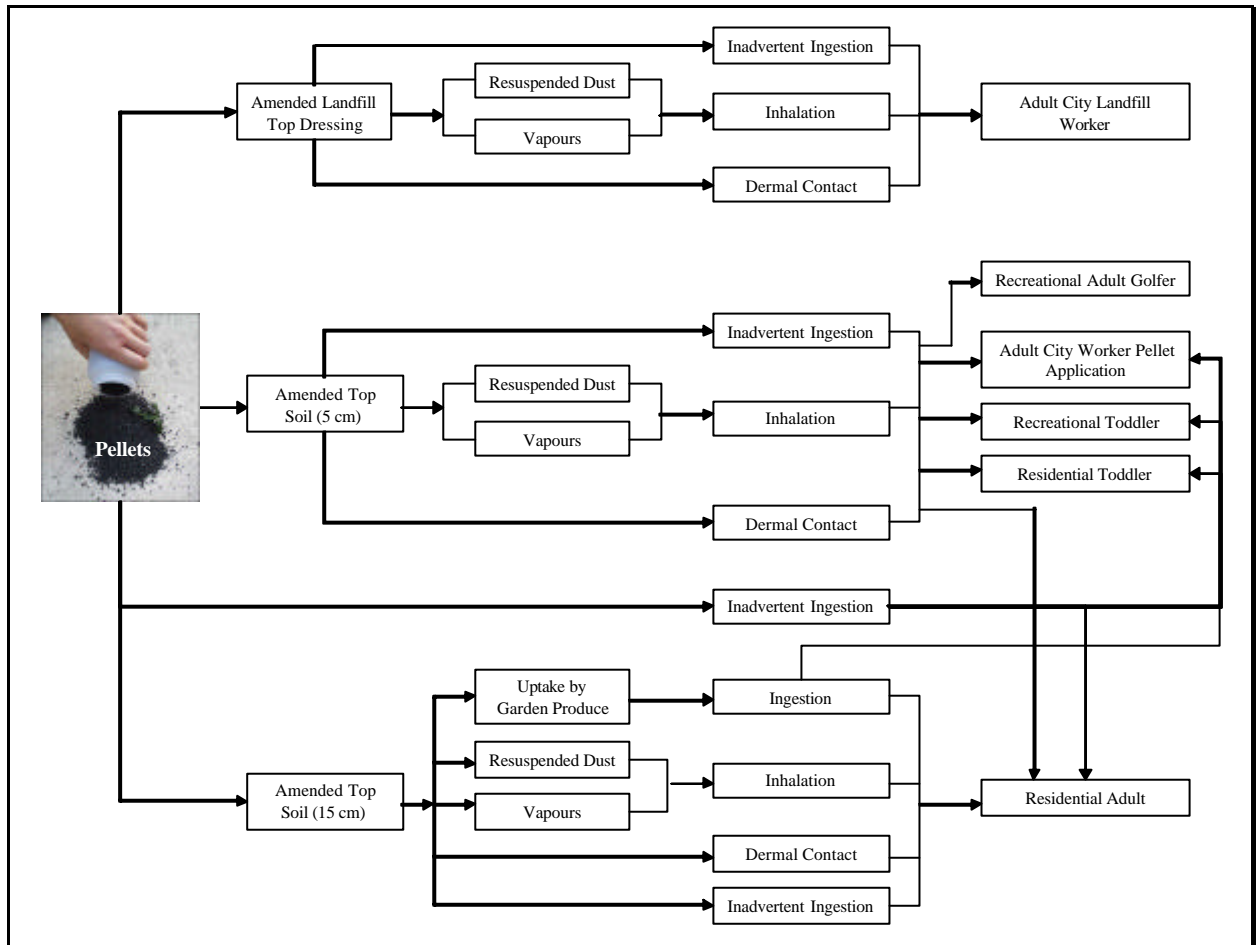 Inadvertent Ingestion
Amended Landfill
Top Dressing
Resuspended Dust
Vapours
Inhalation
Dermal Contact
Adult City Landfill
Worker
Pellets
Amended Top
Soil (5 cm)
Inadvertent Ingestion
Resuspended Dust
Vapours
Inhalation
Dermal Contact
Recreational Adult Golfer
Adult City Worker Pellet
Application
Recreational Toddler
Residential Toddler
Inadvertent Ingestion
Amended Top
Soil (15 cm)
Uptake by
Garden Produce
Ingestion
Resuspended Dust
Vapours
Inhalation
Dermal Contact
Inadvertent Ingestion
Residential Adult